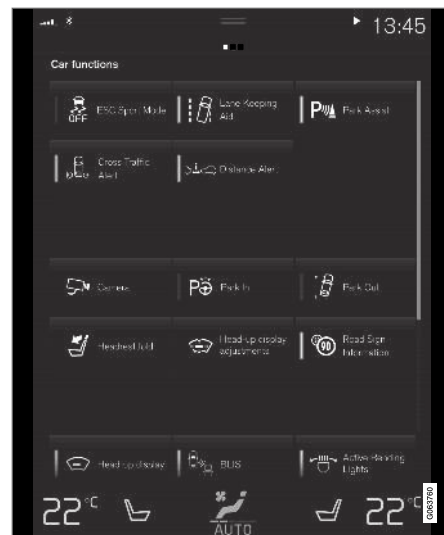 13:45
Car functions
OFF
ESC Sport Mode
Lane Keeping
Aid
P
Park Assist
Cross Traffic
Alert
Distance Alert
Camera
P
Park In
Park Out
Headrest fold
Head-up display
adjustments
90
Road Sign
Information
Head-up display
BLIS
Active Bending
Lights
22°C
AUTO
22°C
G063760